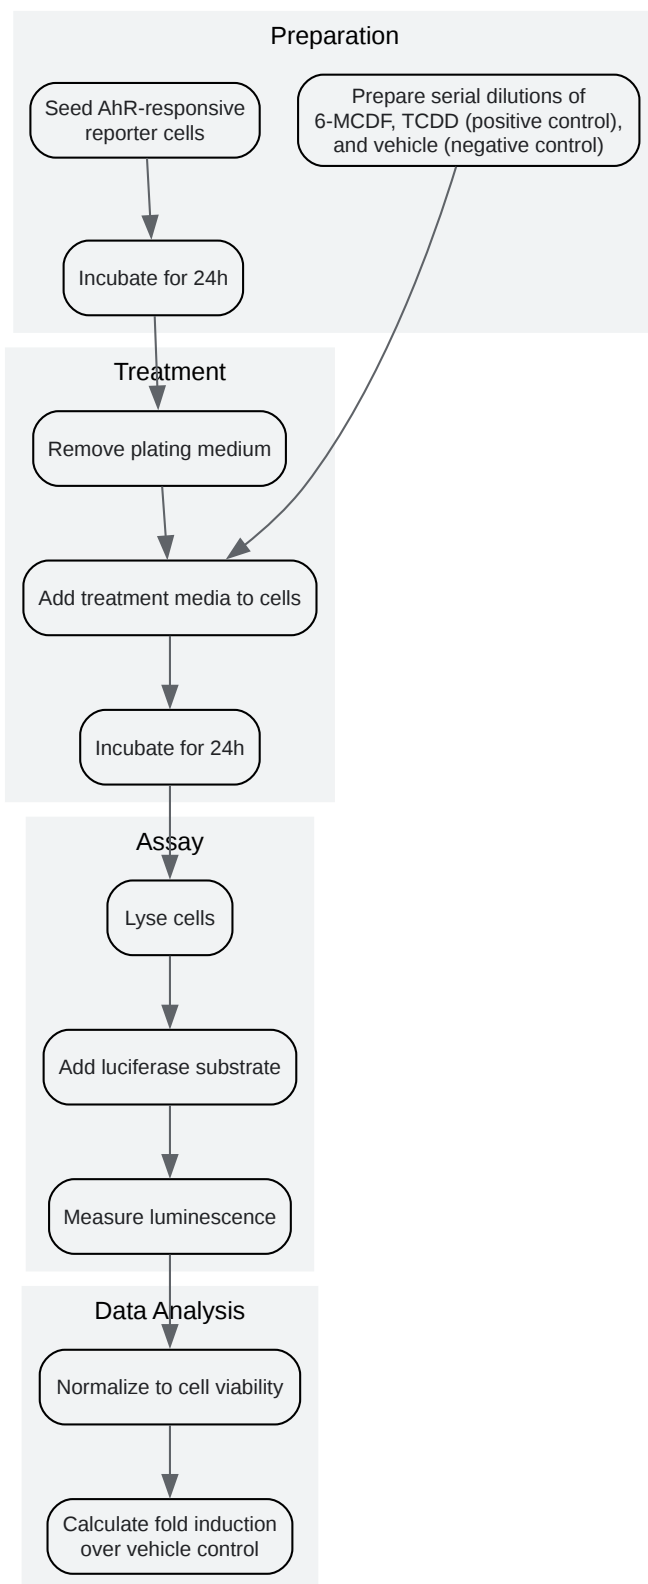 Preparation
Seed AhR-responsive
reporter cells
Prepare serial dilutions of
6-MCDF, TCDD (positive control),
and vehicle (negative control)
Incubate for 24h
Treatment
Remove plating medium
Add treatment media to cells
Incubate for 24h
Assay
Lyse cells
Add luciferase substrate
Measure luminescence
Data Analysis
Normalize to cell viability
Calculate fold induction
over vehicle control